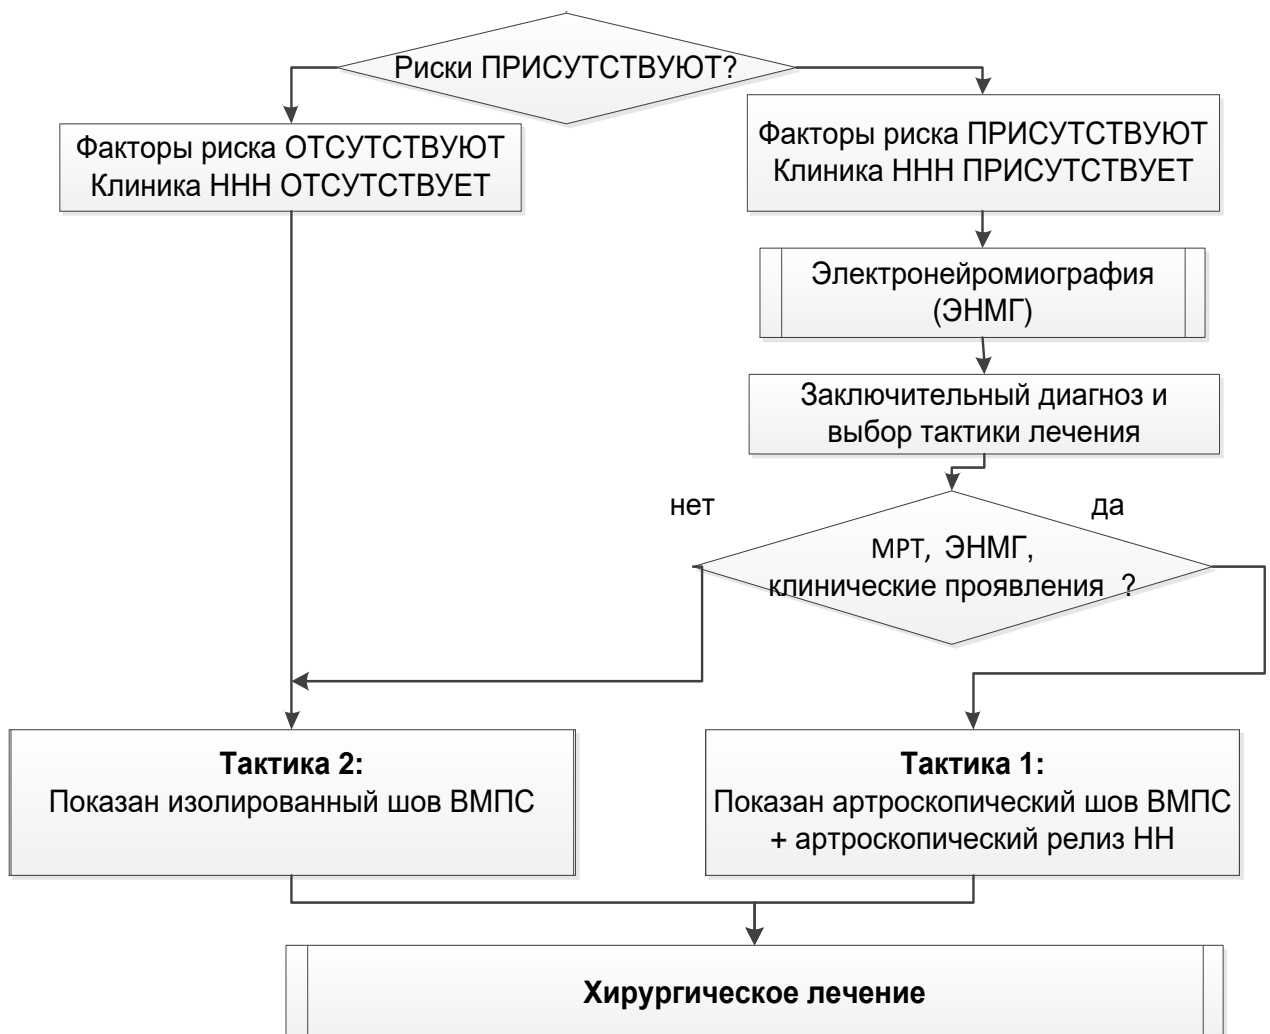 Риски ПРИСУТСТВУЮТ?
Факторы риска ОТСУТСТВУЮТ
Клиника ННН ОТСУТСТВУЕТ
Факторы риска ПРИСУТСТВУЮТ
Клиника ННН ПРИСУТСТВУЕТ
Электронейромиография
(ЭНМГ)
Заключительный диагноз и
выбор тактики лечения
нет
да
МРТ, ЭНМГ,
клинические проявления ?
Тактика 2:
Показан изолированный шов ВМПС
Тактика 1:
Показан артроскопический шов ВМПС
+ артроскопический релиз НН
Хирургическое лечение